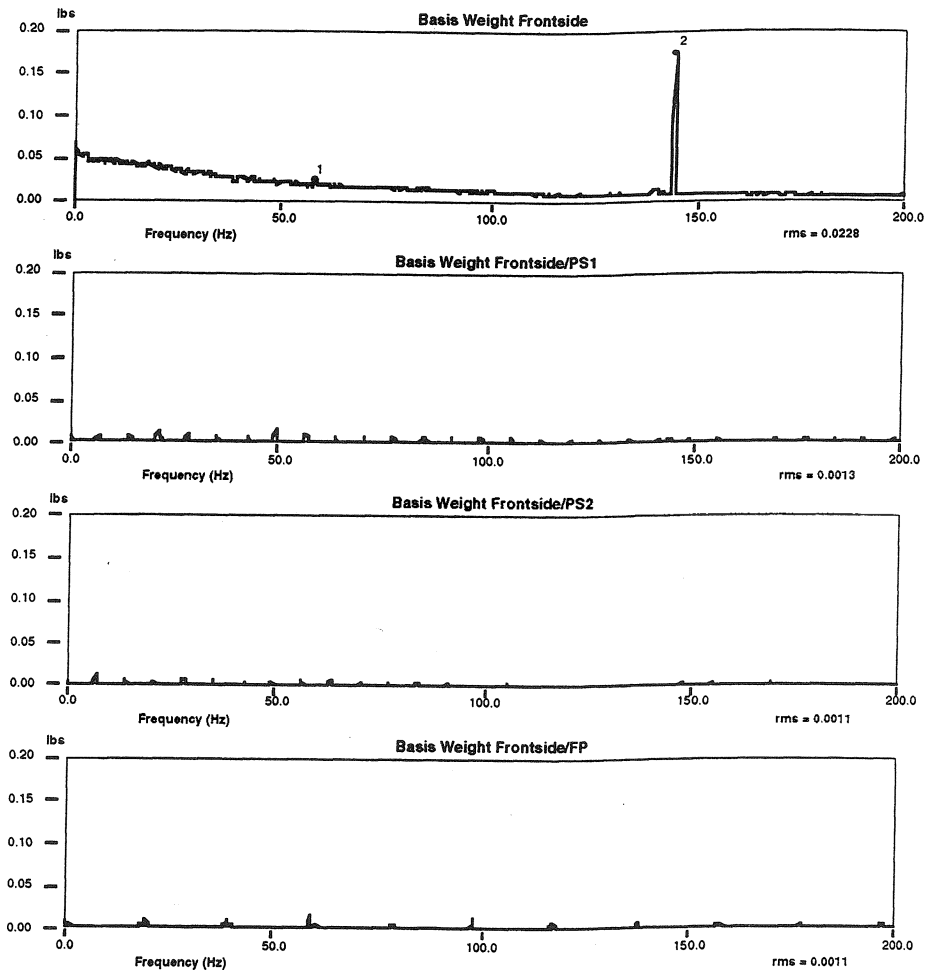 lbs
Basis Weight Frontside
0.20
2
0.15
0.10
0.05
1
0.00
0.0 50.0 100.0 150.0 200.0
Frequency (Hz)
rms = 0.0228
lbs
Basis Weight Frontside/PS1
0.20
0.15
0.10
0.05
0.00
0.0 50.0 100.0 150.0 200.0
Frequency (Hz)
rms = 0.0013
lbs
Basis Weight Frontside/PS2
0.20
0.15
0.10
0.05
0.00
0.0 50.0 100.0 150.0 200.0
Frequency (Hz)
rms = 0.0011
lbs
Basis Weight Frontside/FP
0.20
0.15
0.10
0.05
0.00
0.0 50.0 100.0 150.0 200.0
Frequency (Hz)
rms = 0.0011